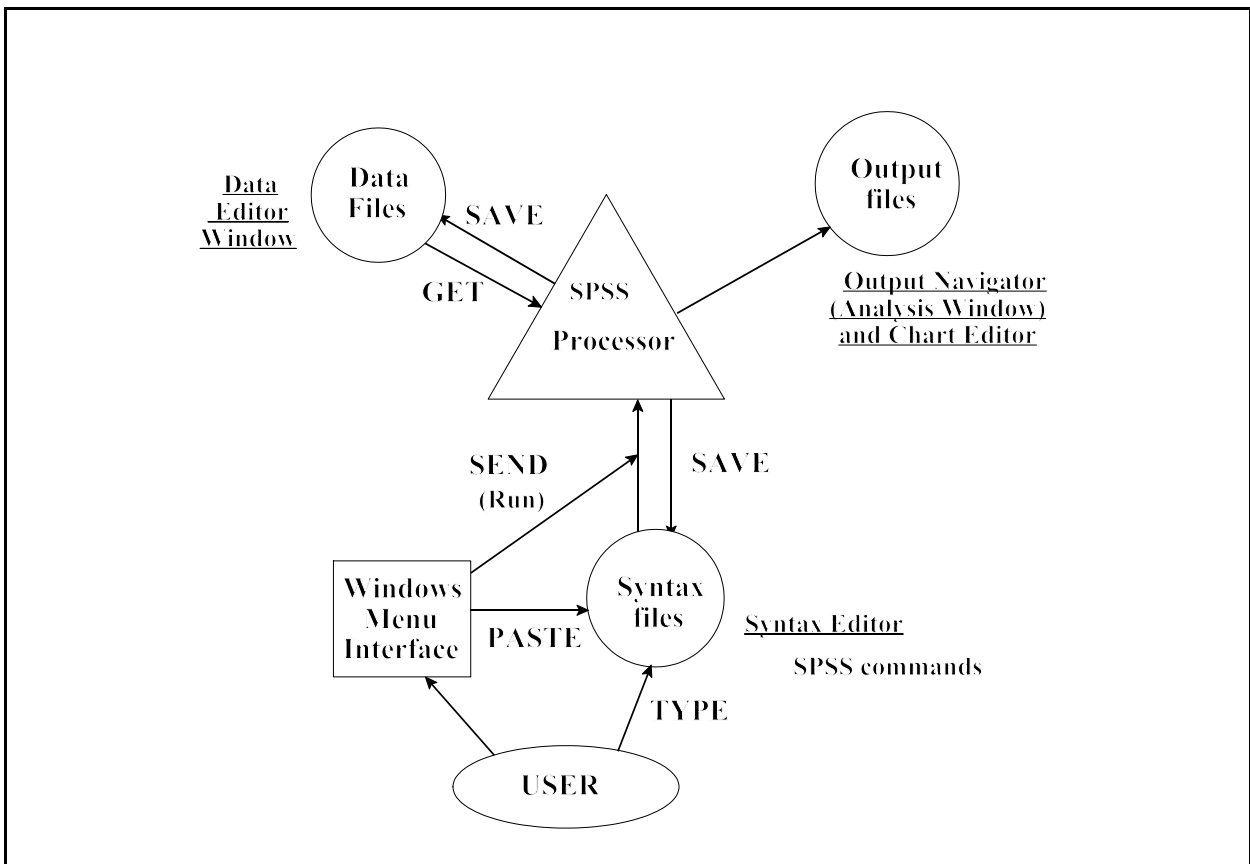 Data
Files
Output
files
Data
Editor
Window
SAVE
GET
SPSS
Processor
Output Navigator
(Analysis Window)
and Chart Editor
SEND
(Run)
SAVE
Windows
Menu
Interface
PASTE
Syntax
files
Syntax Editor
SPSS commands
TYPE
USER